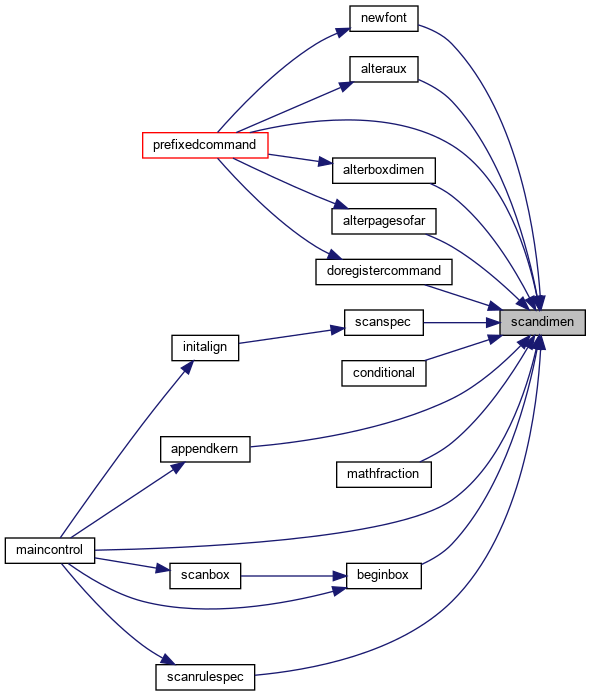 newfont
alteraux
prefixedcommand
alterboxdimen
alterpagesofar
doregistercommand
scandimen
scanspec
initalign
conditional
appendkern
mathfraction
maincontrol
scanbox
beginbox
scanrulespec